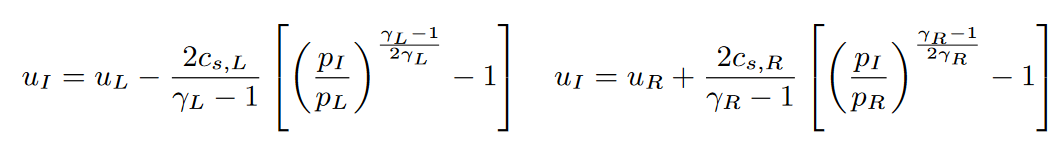 $u_I = u_L - \frac{2c_{s,L}}{\gamma_L - 1}\left[\left(\frac{p_I}{p_L}\right)^{\frac{\gamma_L - 1}{2\gamma_L}} - 1\right] \quad u_I = u_R + \frac{2c_{s,R}}{\gamma_R - 1}\left[\left(\frac{p_I}{p_R}\right)^{\frac{\gamma_R - 1}{2\gamma_R}} - 1\right]$